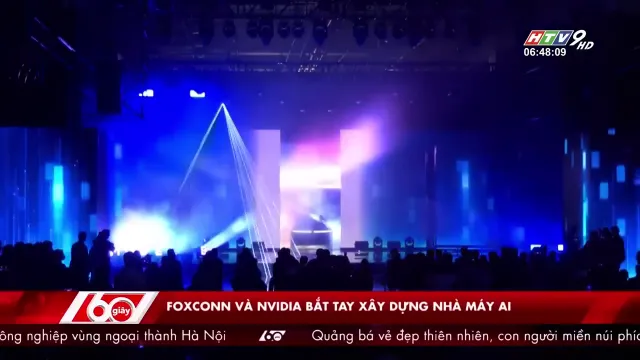 HTV9 HD
06:48:09
60 giây
FOXCONN VÀ NVIDIA BẮT TAY XÂY DỰNG NHÀ MÁY AI
ông nghiệp vùng ngoại thành Hà Nội 60 Quảng bá vẻ đẹp thiên nhiên, con người miền núi phí